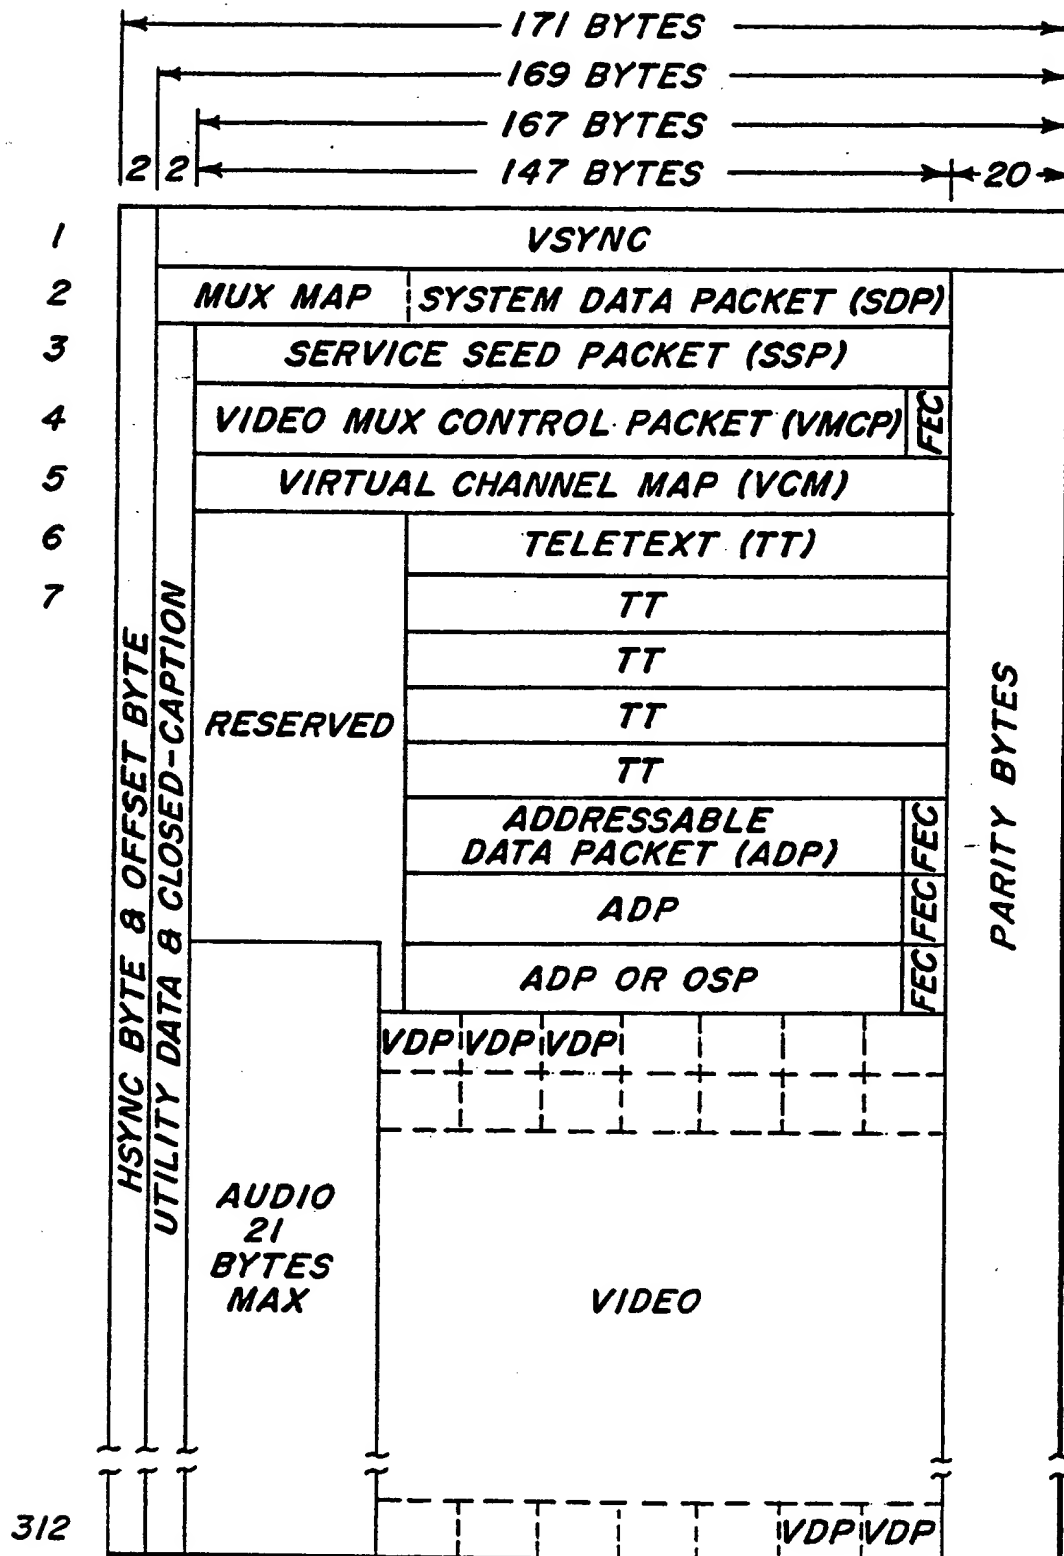 171 BYTES
169 BYTES
167 BYTES
2 2 147 BYTES 20
1 VSYNC
2 MUX MAP SYSTEM DATA PACKET (SDP)
3 SERVICE SEED PACKET (SSP)
4 VIDEO MUX CONTROL PACKET (VMCP) FEC
5 VIRTUAL CHANNEL MAP (VCM)
6 TELETEXT (TT)
7 TT
TT
TT
TT
RESERVED
ADDRESSABLE
DATA PACKET (ADP) FEC
ADP FEC
ADP OR OSP FEC
HSYNC BYTE & OFFSET BYTE
UTILITY DATA & CLOSED-CAPTION
PARITY BYTES
VDP VDP VDP
AUDIO
21
BYTES
MAX
VIDEO
312 VDP VDP